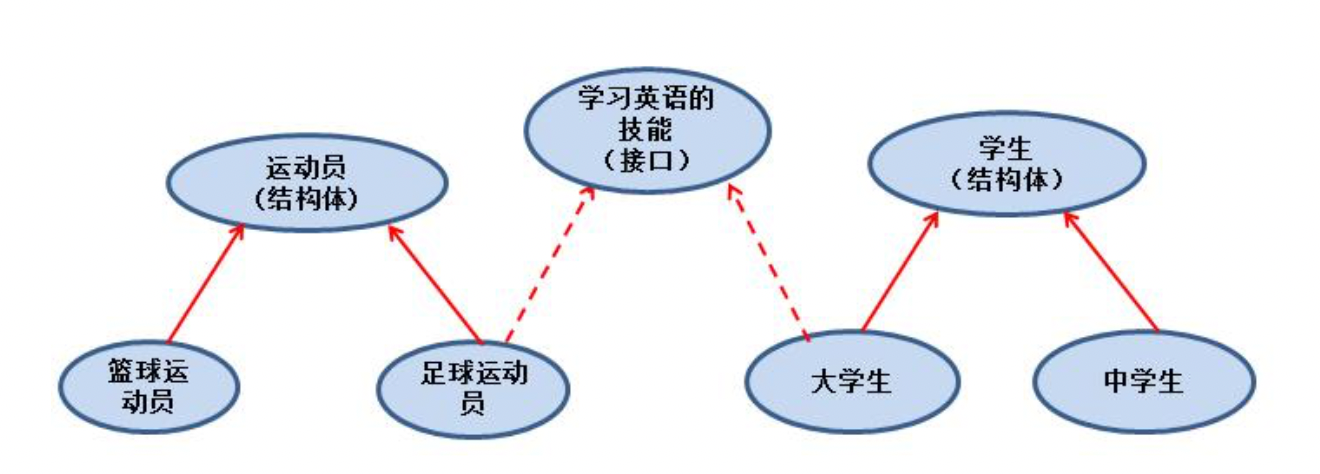 学习英语的
技能
（接口）
运动员
(结构体)
学生
（结构体）
篮球运
动员
足球运动
员
大学生
中学生